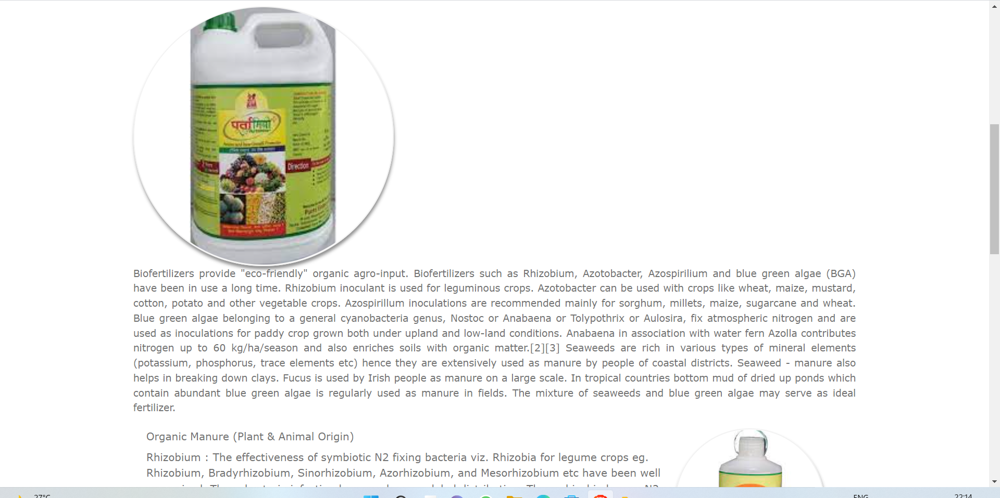 पर्ता मियो
Direction
Biofertilizers provide "eco-friendly" organic agro-input. Biofertilizers such as Rhizobium, Azotobacter, Azospirilium and blue green algae (BGA)
have been in use a long time. Rhizobium inoculant is used for leguminous crops. Azotobacter can be used with crops like wheat, maize, mustard,
cotton, potato and other vegetable crops. Azospirillum inoculations are recommended mainly for sorghum, millets, maize, sugarcane and wheat.
Blue green algae belonging to a general cyanobacteria genus, Nostoc or Anabaena or Tolypothrix or Aulosira, fix atmospheric nitrogen and are
used as inoculations for paddy crop grown both under upland and low-land conditions. Anabaena in association with water fern Azolla contributes
nitrogen up to 60 kg/ha/season and also enriches soils with organic matter.[2][3] Seaweeds are rich in various types of mineral elements
(potassium, phosphorus, trace elements etc) hence they are extensively used as manure by people of coastal districts. Seaweed - manure also
helps in breaking down clays. Fucus is used by Irish people as manure on a large scale. In tropical countries bottom mud of dried up ponds which
contain abundant blue green algae is regularly used as manure in fields. The mixture of seaweeds and blue green algae may serve as ideal
fertilizer.
Organic Manure (Plant & Animal Origin)
Rhizobium : The effectiveness of symbiotic N2 fixing bacteria viz. Rhizobia for legume crops eg.
Rhizobium, Bradyrhizobium, Sinorhizobium, Azorhizobium, and Mesorhizobium etc have been well
27°C
ENG
22:14